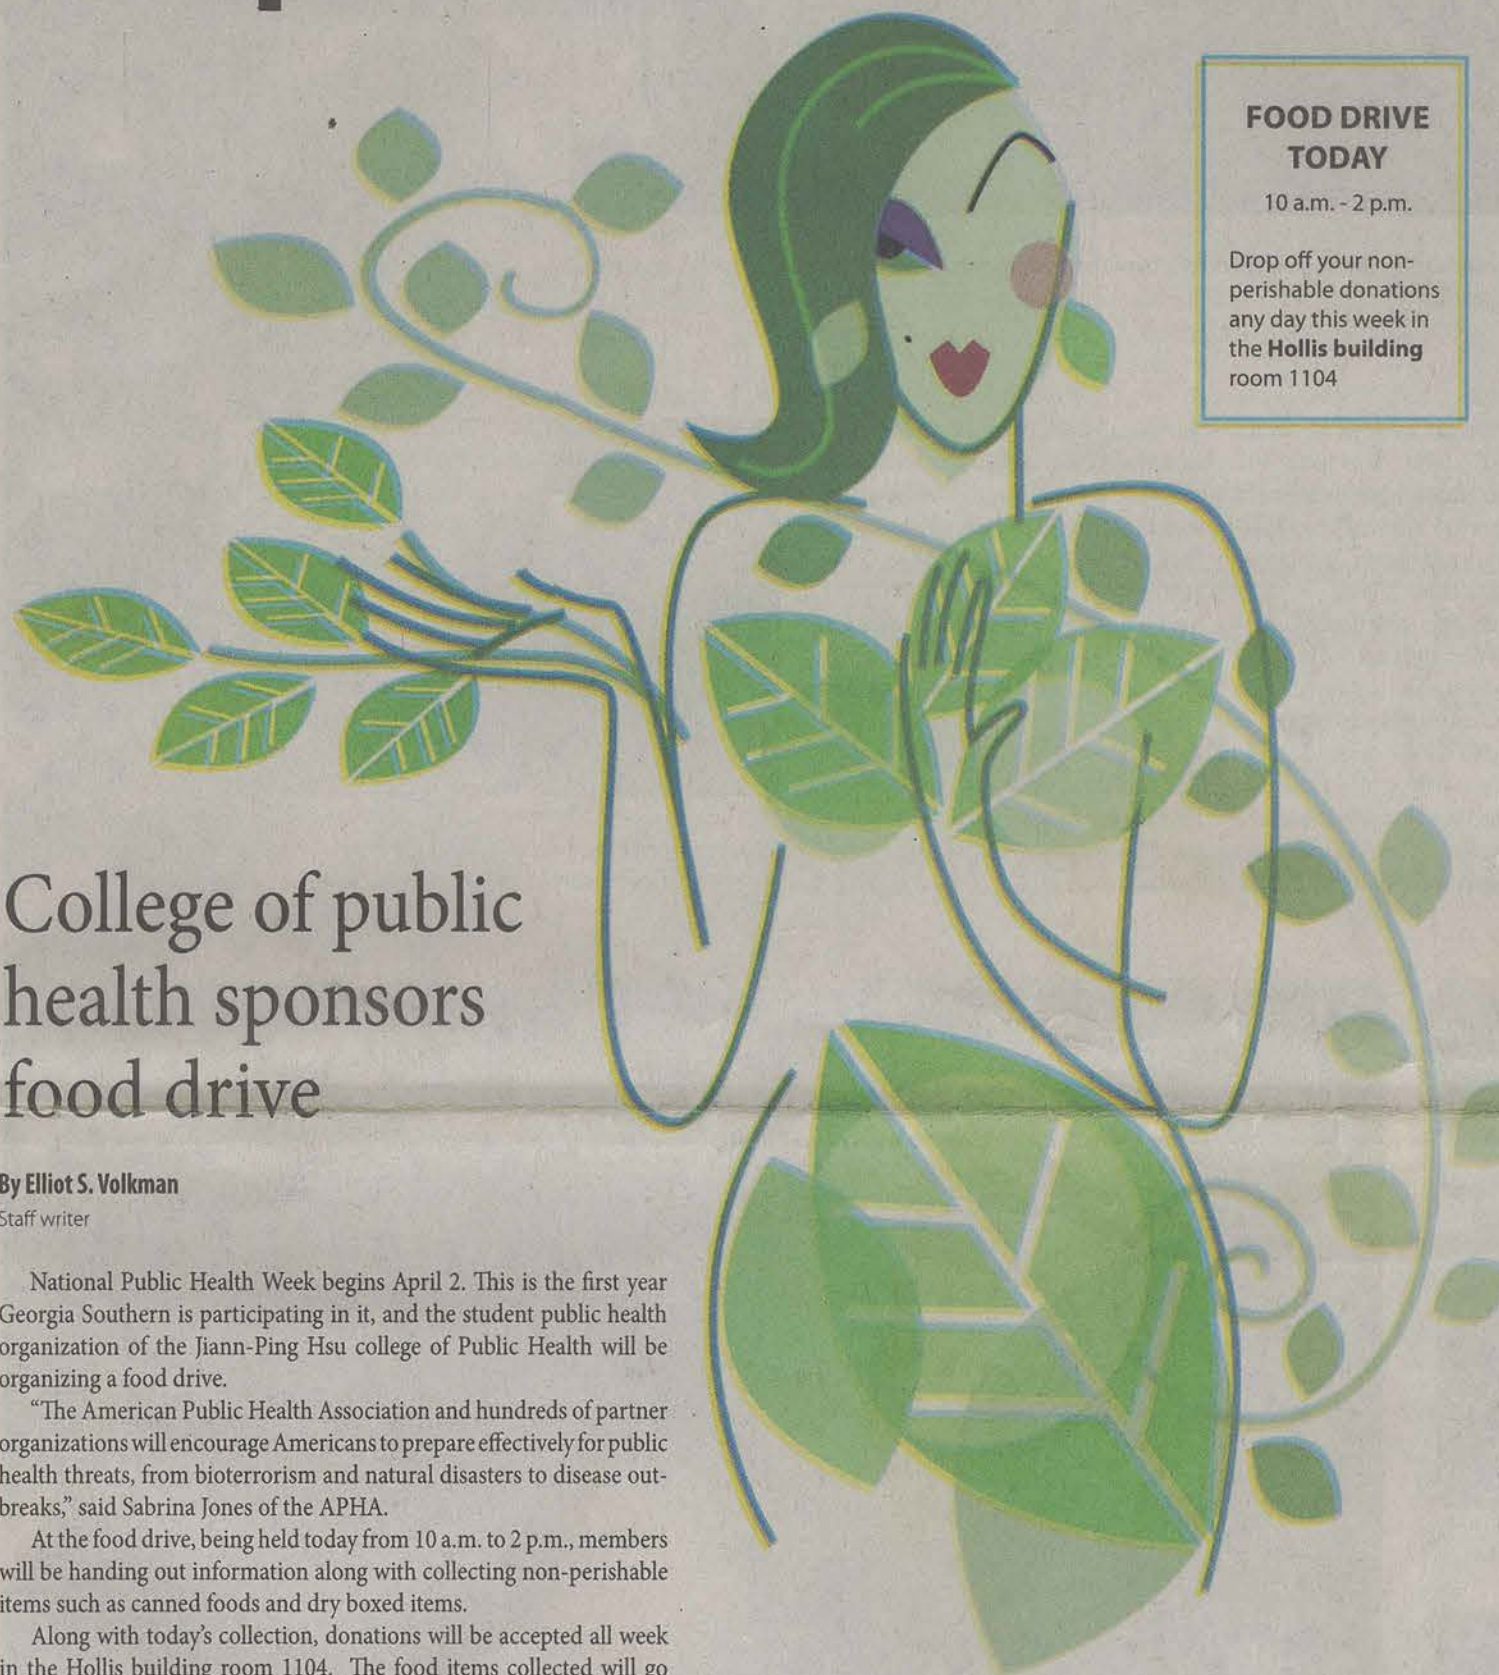 FOOD DRIVE
TODAY
10 a.m. - 2 p.m.
Drop off your non-
perishable donations
any day this week in
the Hollis building
room 1104
College of public
health sponsors
food drive
By Elliot S. Volkman
Staff writer
National Public Health Week begins April 2. This is the first year
Georgia Southern is participating in it, and the student public health
organization of the Jiann-Ping Hsu college of Public Health will be
organizing a food drive.
“The American Public Health Association and hundreds of partner
organizations will encourage Americans to prepare effectively for public
health threats, from bioterrorism and natural disasters to disease out-
breaks,” said Sabrina Jones of the APHA.
At the food drive, being held today from 10 a.m. to 2 p.m., members
will be handing out information along with collecting non-perishable
items such as canned foods and dry boxed items.
Along with today’s collection, donations will be accepted all week
in the Hollis building room 1104. The food items collected will go